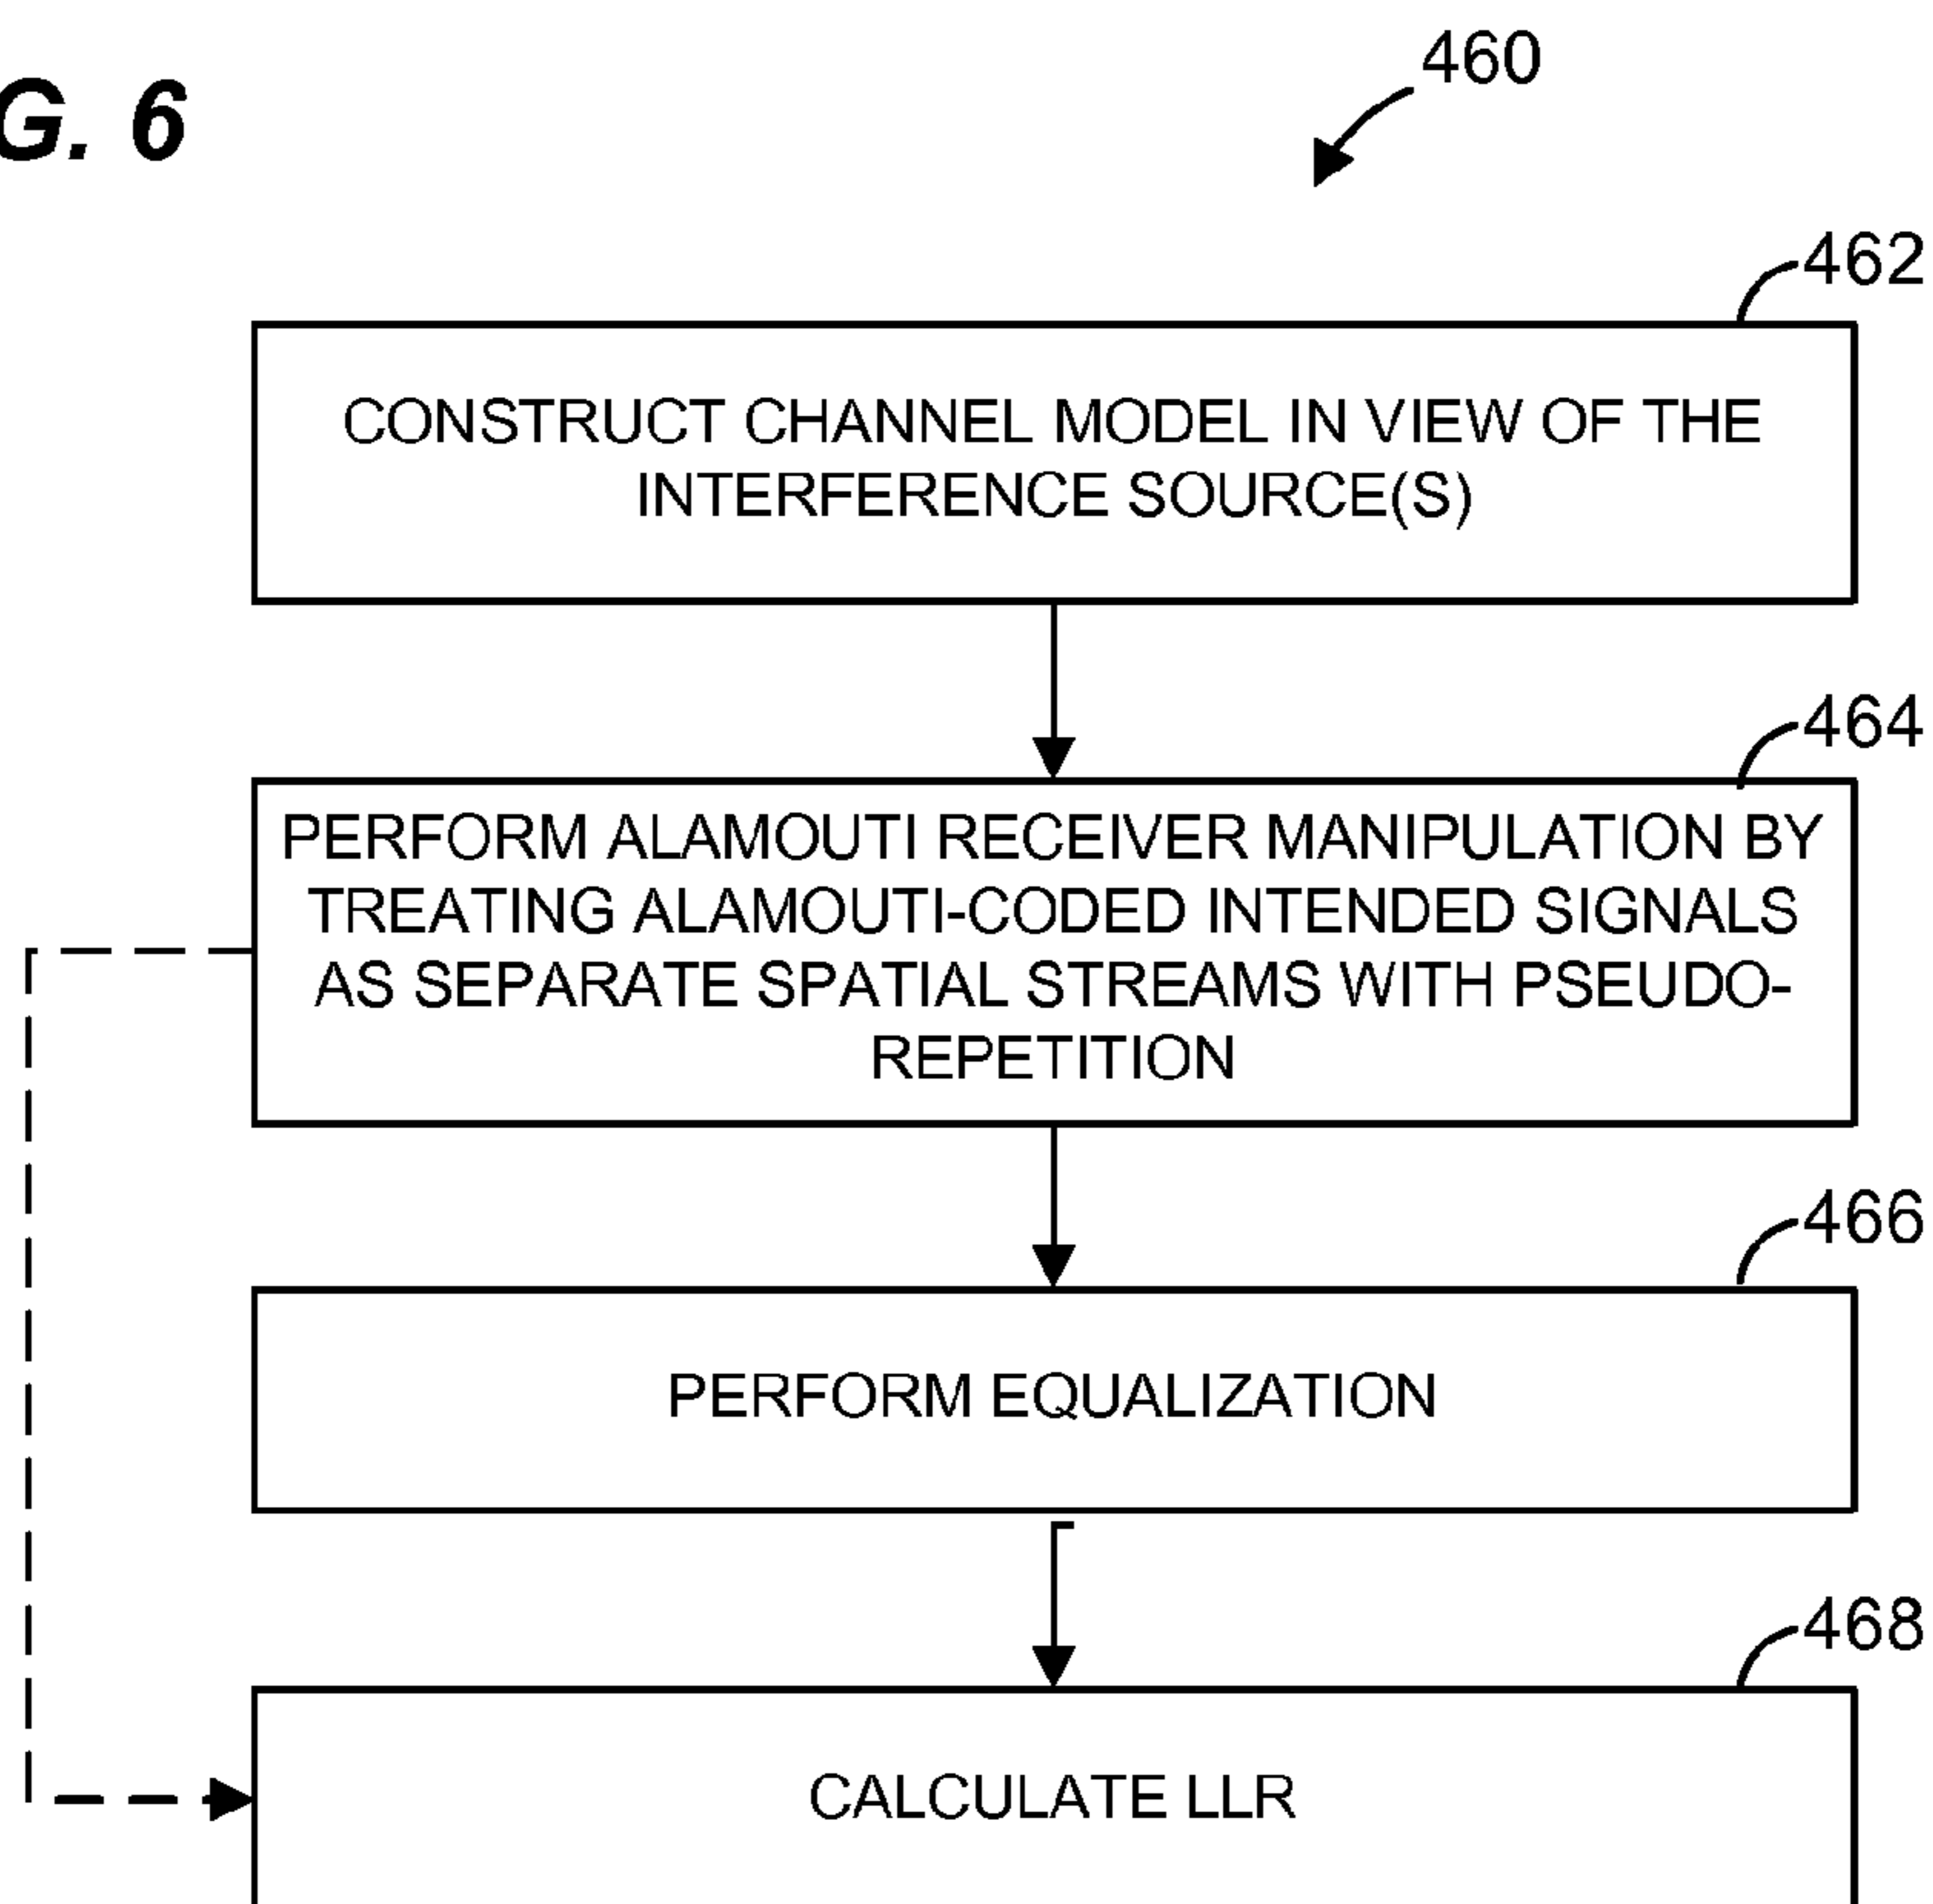 G. 6
460
462
CONSTRUCT CHANNEL MODEL IN VIEW OF THE
INTERFERENCE SOURCE(S)
464
PERFORM ALAMOUTI RECEIVER MANIPULATION BY
TREATING ALAMOUTI-CODED INTENDED SIGNALS
AS SEPARATE SPATIAL STREAMS WITH PSEUDO-
REPETITION
466
PERFORM EQUALIZATION
468
CALCULATE LLR